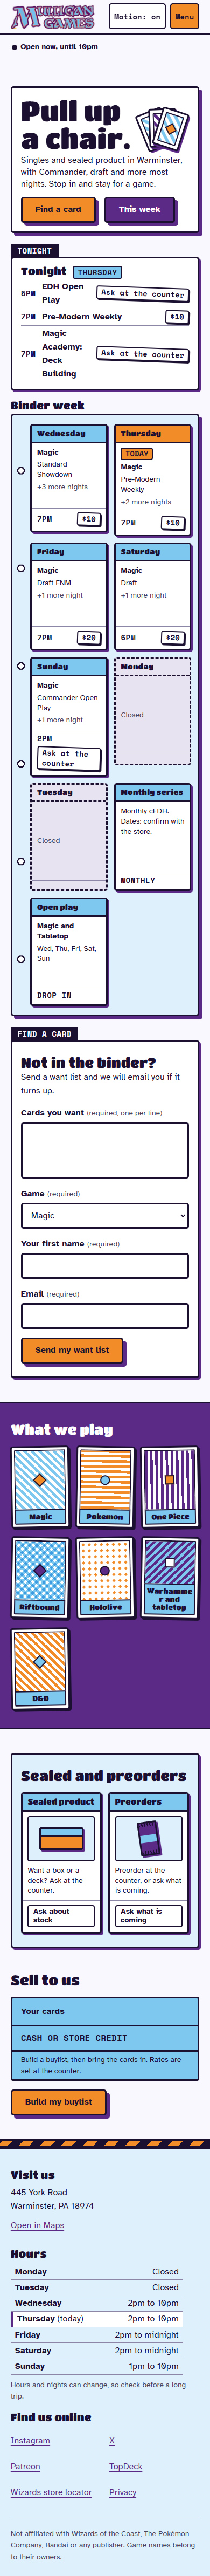 MULLIGAN GAMES
Motion: on
Menu
Open now, until 10pm
Pull up
a chair.
Singles and sealed product in Warminster,
with Commander, draft and more most
nights. Stop in and stay for a game.
Find a card
This week
TONIGHT
Tonight THURSDAY
5PM EDH Open Play Ask at the counter
7PM Pre-Modern Weekly $10
7PM Magic Academy: Deck Building Ask at the counter
Binder week
Wednesday
Magic
Standard
Showdown
+3 more nights
7PM $10
Thursday
TODAY
Magic
Pre-Modern
Weekly
+2 more nights
7PM $10
Friday
Magic
Draft FNM
+1 more night
7PM $20
Saturday
Magic
Draft
+1 more night
6PM $20
Sunday
Magic
Commander Open
Play
+1 more night
2PM
Ask at the
counter
Monday
Closed
Tuesday
Closed
Monthly series
Monthly cEDH.
Dates: confirm with
the store.
MONTHLY
Open play
Magic and
Tabletop
Wed, Thu, Fri, Sat,
Sun
DROP IN
FIND A CARD
Not in the binder?
Send a want list and we will email you if it
turns up.
Cards you want (required, one per line)
Game (required)
Magic
Your first name (required)
Email (required)
Send my want list
What we play
Magic
Pokemon
One Piece
Riftbound
Hololive
Warhamme
r and
tabletop
D&D
Sealed and preorders
Sealed product
Want a box or a
deck? Ask at the
counter.
Ask about
stock
Preorders
Preorder at the
counter, or ask what
is coming.
Ask what is
coming
Sell to us
Your cards
CASH OR STORE CREDIT
Build a buylist, then bring the cards in. Rates are
set at the counter.
Build my buylist
Visit us
445 York Road
Warminster, PA 18974
Open in Maps
Hours
Monday Closed
Tuesday Closed
Wednesday 2pm to 10pm
Thursday (today) 2pm to 10pm
Friday 2pm to midnight
Saturday 2pm to midnight
Sunday 1pm to 10pm
Hours and nights can change, so check before a long
trip.
Find us online
Instagram
X
Patreon
TopDeck
Wizards store locator
Privacy
Not affiliated with Wizards of the Coast, The Pokémon
Company, Bandai or any publisher. Game names belong
to their owners.